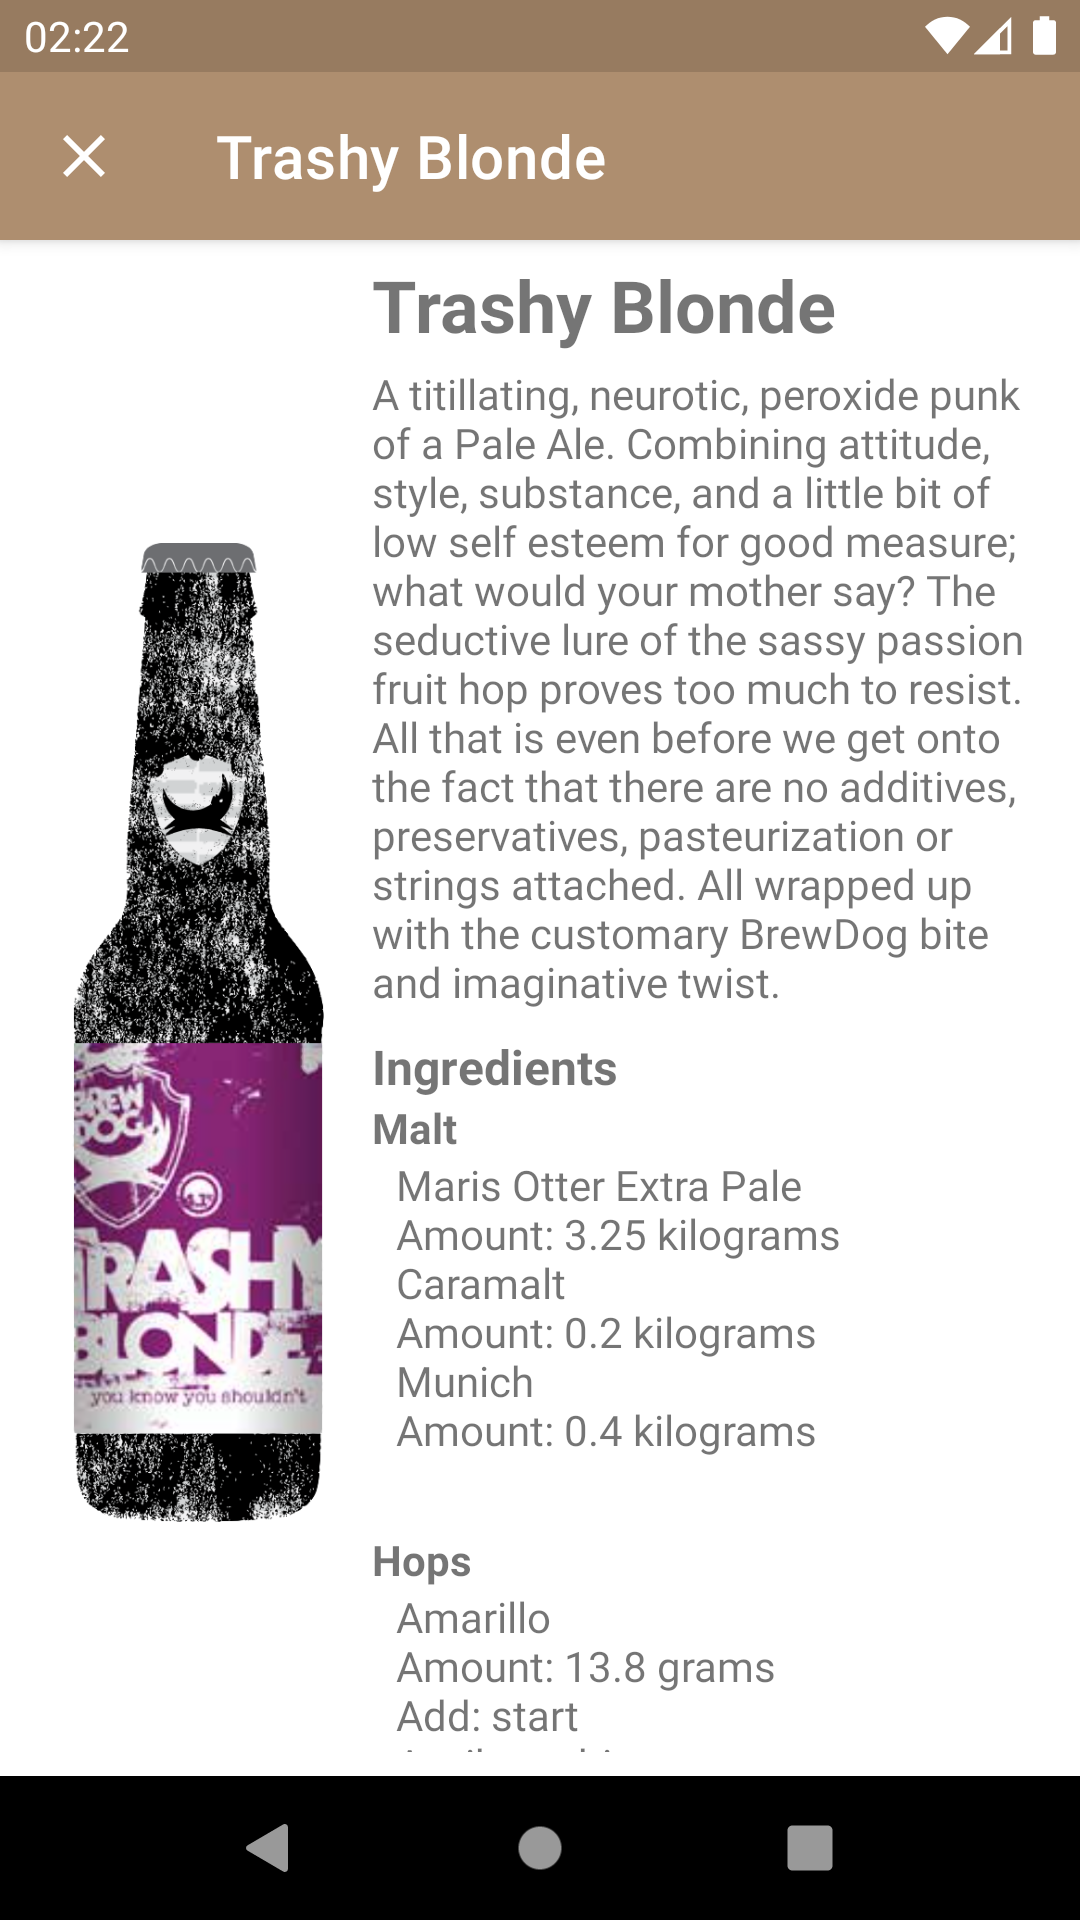 02:22
Trashy Blonde
Trashy Blonde
A titillating, neurotic, peroxide punk
of a Pale Ale. Combining attitude,
style, substance, and a little bit of
low self esteem for good measure;
what would your mother say? The
seductive lure of the sassy passion
fruit hop proves too much to resist.
All that is even before we get onto
the fact that there are no additives,
preservatives, pasteurization or
strings attached. All wrapped up
with the customary BrewDog bite
and imaginative twist.
BREW
DOG
TRASHY
BLONDE
you know you shouldn't
Ingredients
Malt
Maris Otter Extra Pale
Amount: 3.25 kilograms
Caramalt
Amount: 0.2 kilograms
Munich
Amount: 0.4 kilograms
Hops
Amarillo
Amount: 13.8 grams
Add: start